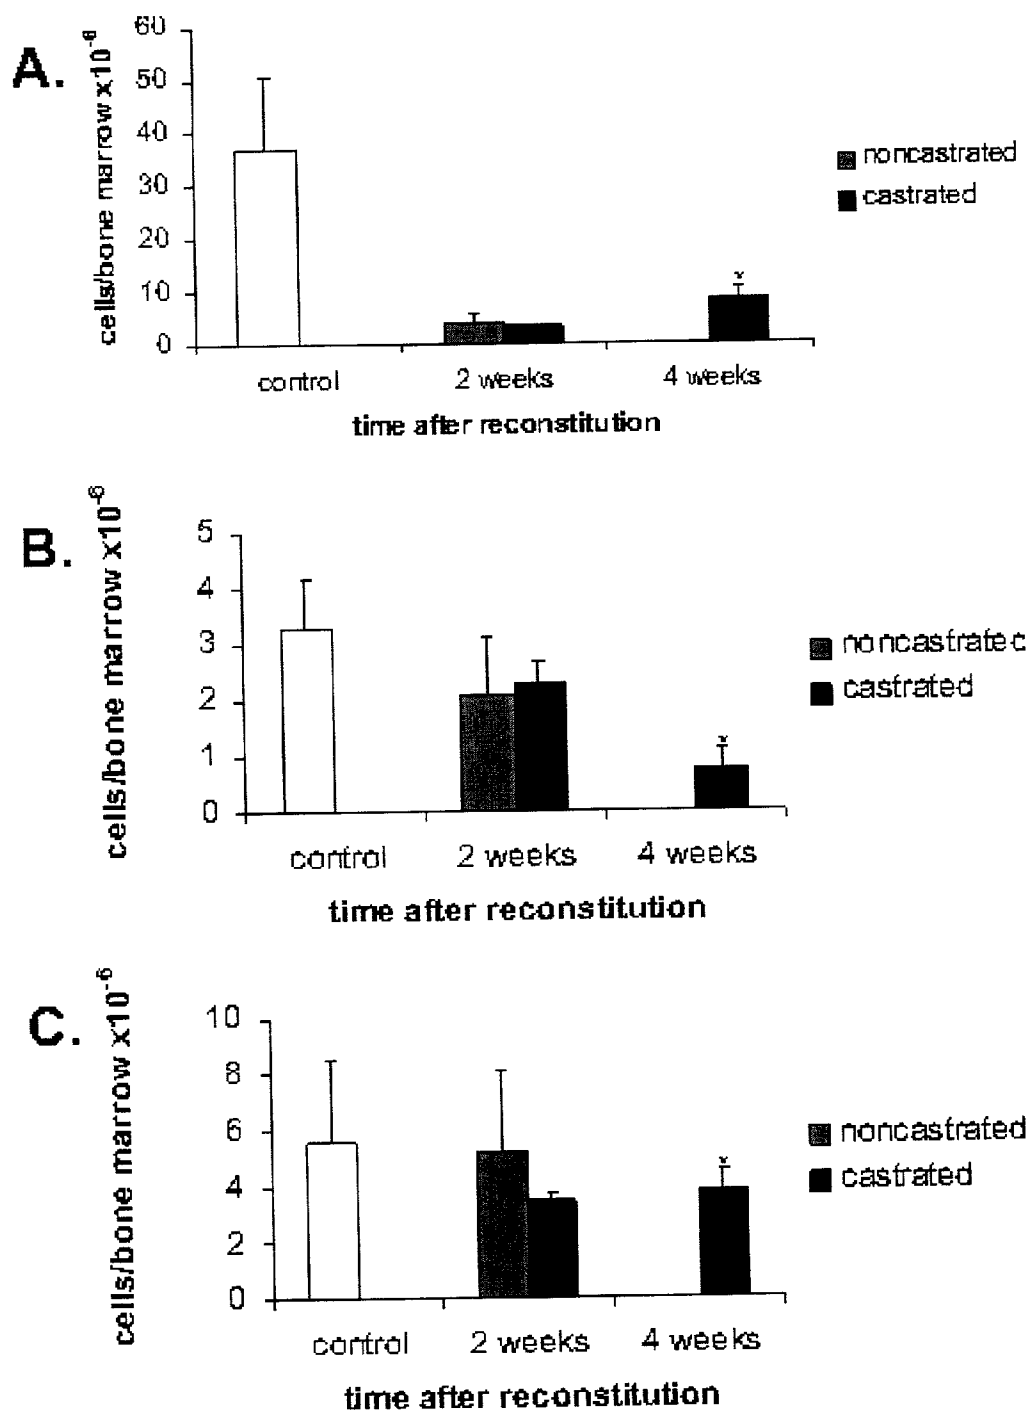 A.
cells/bone marrow x10⁻⁶
60
50
40
30
20
10
0
noncastrated
castrated
*
control 2 weeks 4 weeks
time after reconstitution
B.
cells/bone marrow x10⁻⁶
5
4
3
2
1
0
noncastrated
castrated
*
control 2 weeks 4 weeks
time after reconstitution
C.
cells/bone marrow x10⁻⁶
10
8
6
4
2
0
noncastrated
castrated
*
control 2 weeks 4 weeks
time after reconstitution